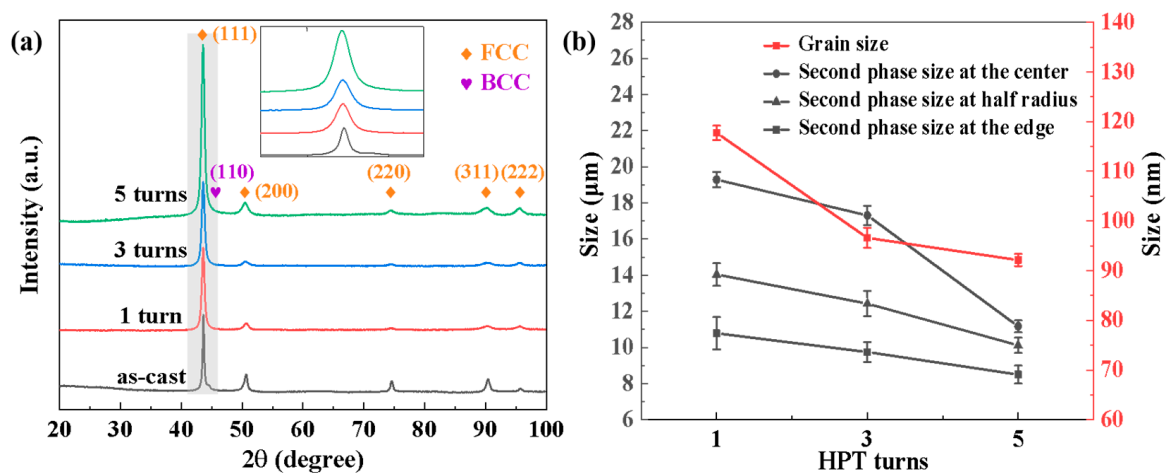 (a)
(111)
FCC
BCC
(110)
(200)
(220)
(311)
(222)
5 turns
3 turns
1 turn
as-cast
Intensity (a.u.)
20 30 40 50 60 70 80 90 100
2θ (degree)
(b)
Grain size
Second phase size at the center
Second phase size at half radius
Second phase size at the edge
28
26
24
22
20
18
16
14
12
10
8
6
Size (μm)
140
130
120
110
100
90
80
70
60
Size (nm)
1 3 5
HPT turns